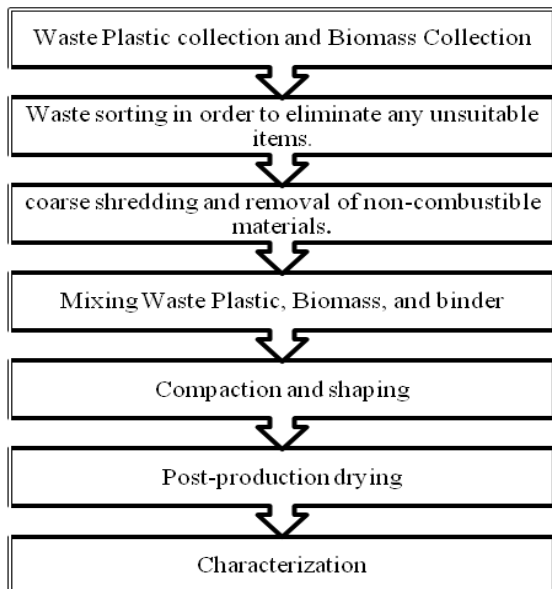 Waste Plastic collection and Biomass Collection
Waste sorting in order to eliminate any unsuitable
items.
coarse shredding and removal of non-combustible
materials.
Mixing Waste Plastic, Biomass, and binder
Compaction and shaping
Post-production drying
Characterization